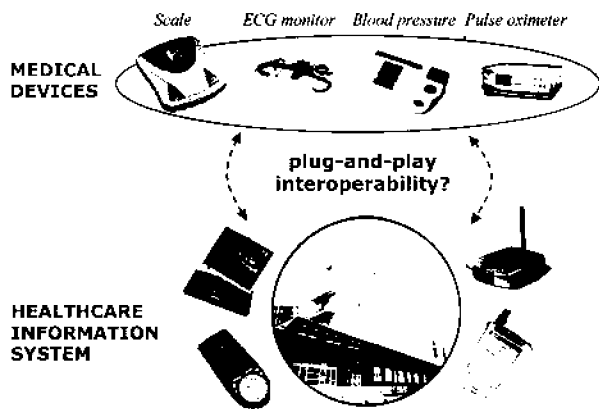 Scale ECG monitor Blood pressure Pulse oximeter
MEDICAL
DEVICES
plug-and-play
interoperability?
HEALTHCARE
INFORMATION
SYSTEM